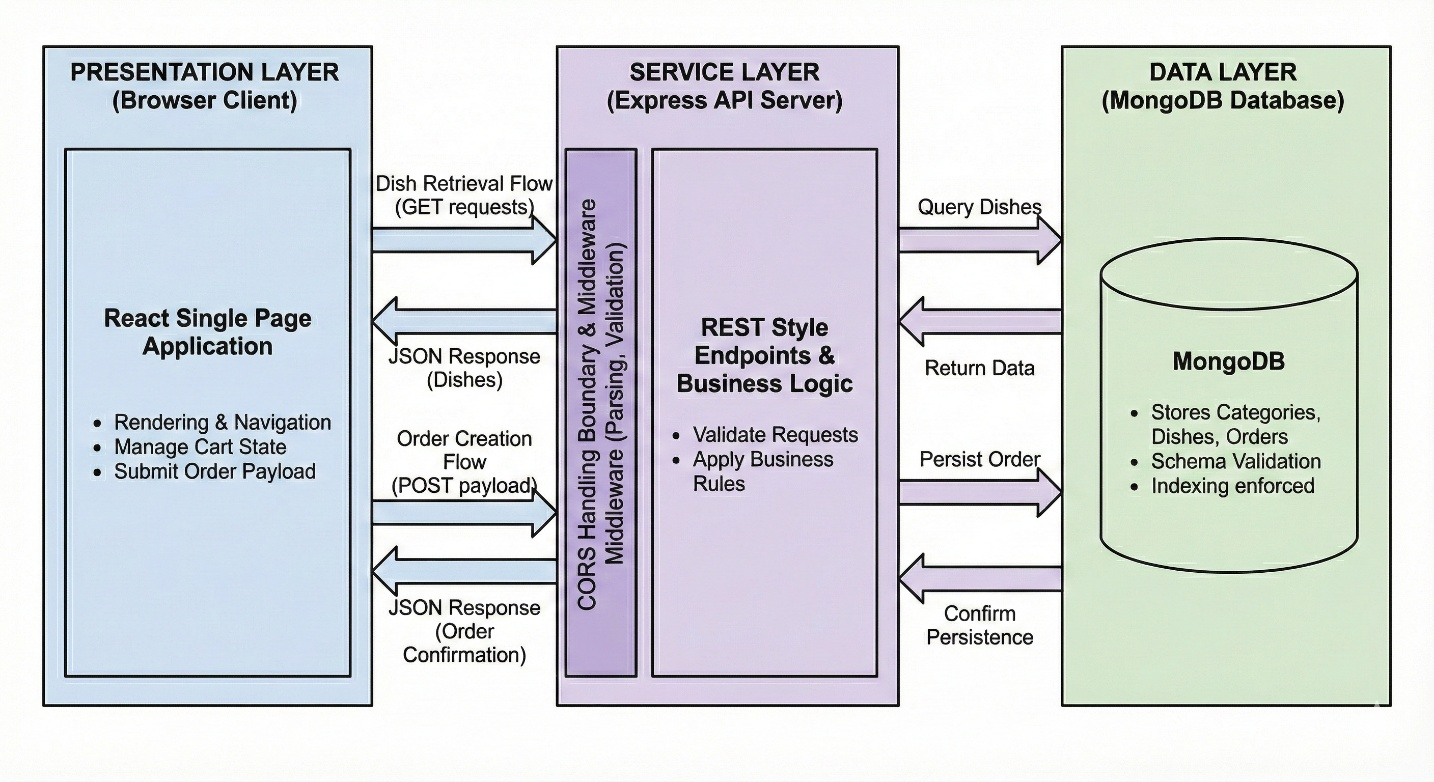 PRESENTATION LAYER
(Browser Client)
React Single Page
Application
• Rendering & Navigation
• Manage Cart State
• Submit Order Payload
Dish Retrieval Flow
(GET requests)
JSON Response
(Dishes)
Order Creation
Flow
(POST payload)
JSON Response
(Order
Confirmation)
SERVICE LAYER
(Express API Server)
CORS Handling Boundary & Middleware
Middleware (Parsing, Validation)
REST Style
Endpoints &
Business Logic
• Validate Requests
• Apply Business
Rules
Query Dishes
Return Data
Persist Order
Confirm
Persistence
DATA LAYER
(MongoDB Database)
MongoDB
• Stores Categories,
Dishes, Orders
• Schema Validation
• Indexing enforced